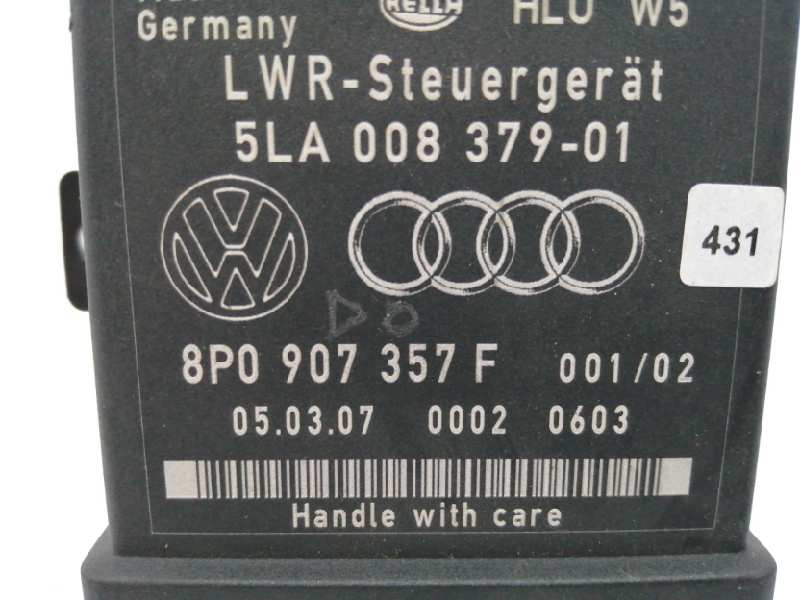 Germany
HELLA
HLU W5
LWR-Steuergerät
5LA 008 379-01
431
DO
8P0 907 357 F 001/02
05.03.07 0002 0603
Handle with care